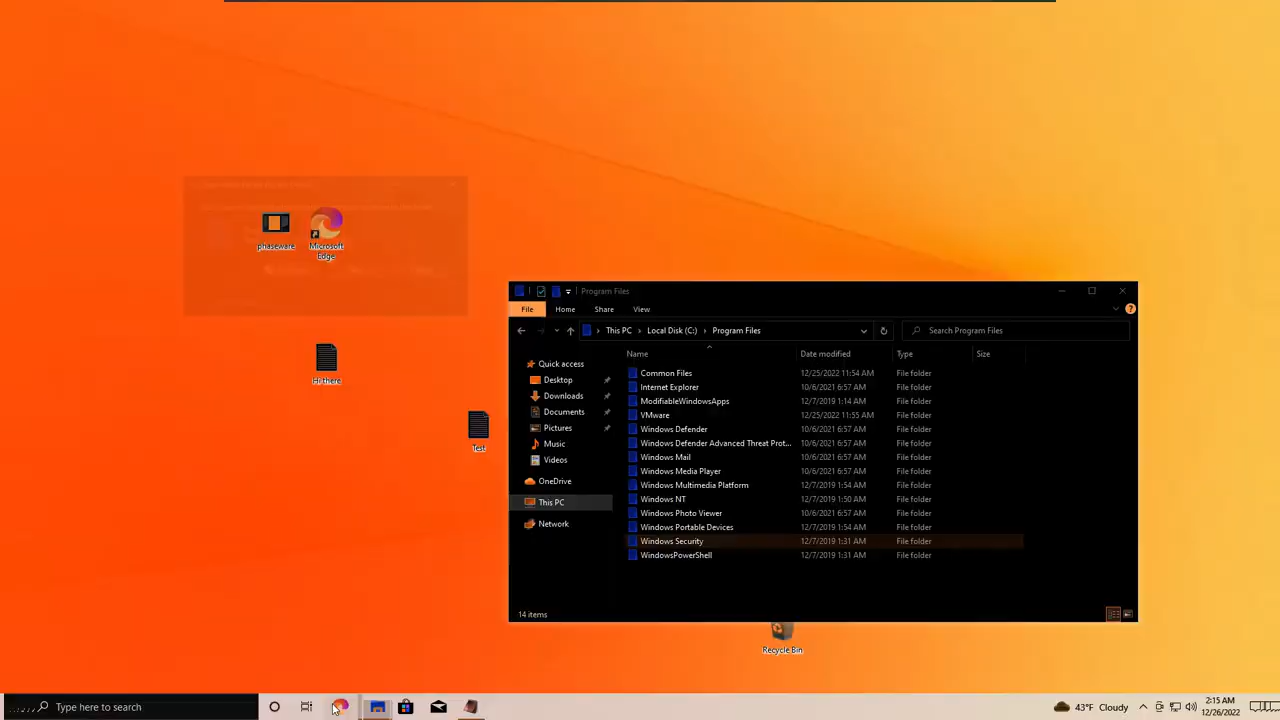 phaseware
Microsoft
Edge
Hi there
Test
Program Files
File
Home
Share
View
This PC
Local Disk (C:)
Program Files
Search Program Files
Quick access
Desktop
Downloads
Documents
Pictures
Music
Videos
OneDrive
This PC
Network
Name Date modified Type Size
Common Files 12/25/2022 11:54 AM File folder
Internet Explorer 10/6/2021 6:57 AM File folder
ModifiableWindowsApps 12/7/2019 1:14 AM File folder
VMware 12/25/2022 11:55 AM File folder
Windows Defender 10/6/2021 6:57 AM File folder
Windows Defender Advanced Threat Prot... 10/6/2021 6:57 AM File folder
Windows Mail 10/6/2021 6:57 AM File folder
Windows Media Player 10/6/2021 6:57 AM File folder
Windows Multimedia Platform 12/7/2019 1:54 AM File folder
Windows NT 12/7/2019 1:50 AM File folder
Windows Photo Viewer 10/6/2021 6:57 AM File folder
Windows Portable Devices 12/7/2019 1:54 AM File folder
Windows Security 12/7/2019 1:31 AM File folder
WindowsPowerShell 12/7/2019 1:31 AM File folder
14 items
Recycle Bin
Type here to search
43°F Cloudy
2:15 AM
12/26/2022